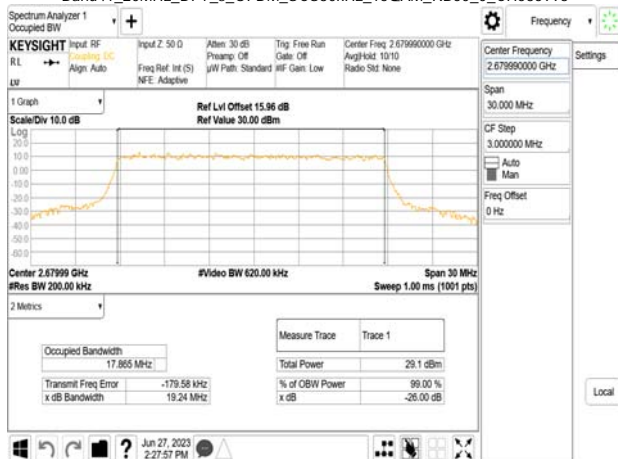 Spectrum Analyzer 1
Occupied BW
Frequency
KEYSIGHT
RL
LV
Input: RF
Coupling: DC
Align: Auto
Input Z: 50 Ω
Freq Ref: Int (S)
NFE: Adaptive
Atten: 30 dB
Preamp: Off
µW Path: Standard
Trig: Free Run
Gate: Off
#IF Gain: Low
Center Freq: 2.679990000 GHz
Avg|Hold: 10/10
Radio Std: None
Center Frequency
2.679990000 GHz
Settings
Span
30.000 MHz
CF Step
3.000000 MHz
Auto
Man
Freq Offset
0 Hz
Local
1 Graph
Scale/Div 10.0 dB
Ref Lvl Offset 15.96 dB
Ref Value 30.00 dBm
Log
20.0
10.0
0.00
-10.0
-20.0
-30.0
-40.0
-50.0
-60.0
Center 2.67999 GHz
#Res BW 200.00 kHz
#Video BW 620.00 kHz
Span 30 MHz
Sweep 1.00 ms (1001 pts)
2 Metrics
Occupied Bandwidth
17.865 MHz
Transmit Freq Error -179.58 kHz
x dB Bandwidth 19.24 MHz
Measure Trace Trace 1
Total Power 29.1 dBm
% of OBW Power 99.00 %
x dB -26.00 dB
Jun 27, 2023
2:27:57 PM